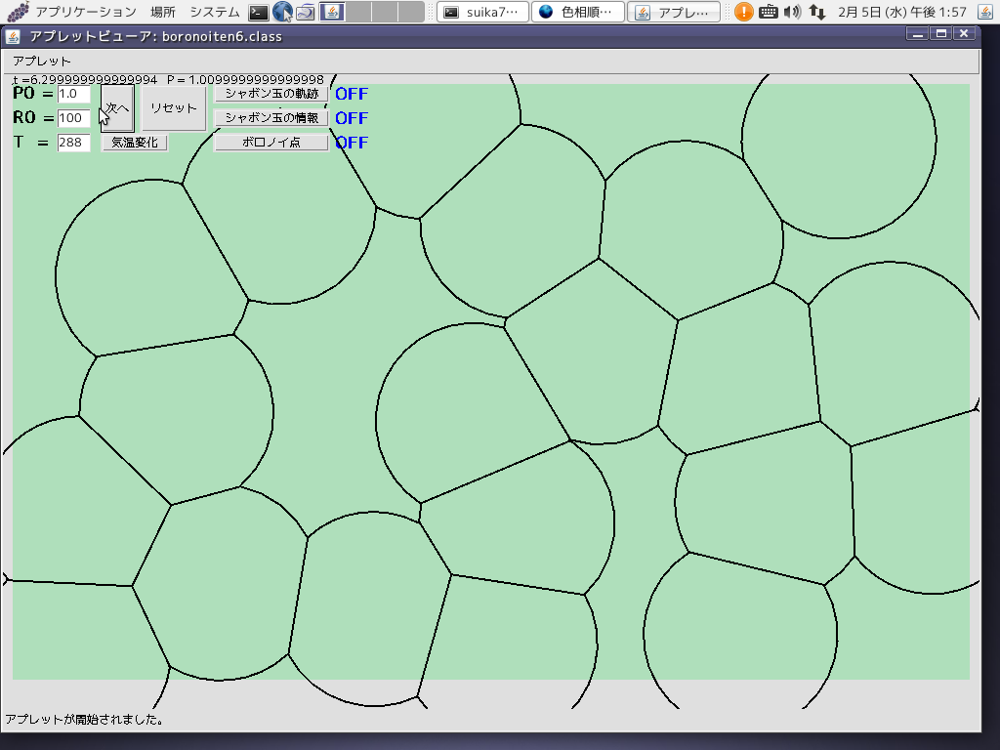 アプリケーション 場所 システム suika7… 色相順… アプレ… 2月 5日 (水) 午後 1:57
アプレットビューア: boronoiten6.class
アプレット
t =6.299999999999994 P = 1.0099999999999998
P0 = 1.0 次へ リセット シャボン玉の軌跡 OFF
R0 = 100 シャボン玉の情報 OFF
T = 288 気温変化 ボロノイ点 OFF
アプレットが開始されました。